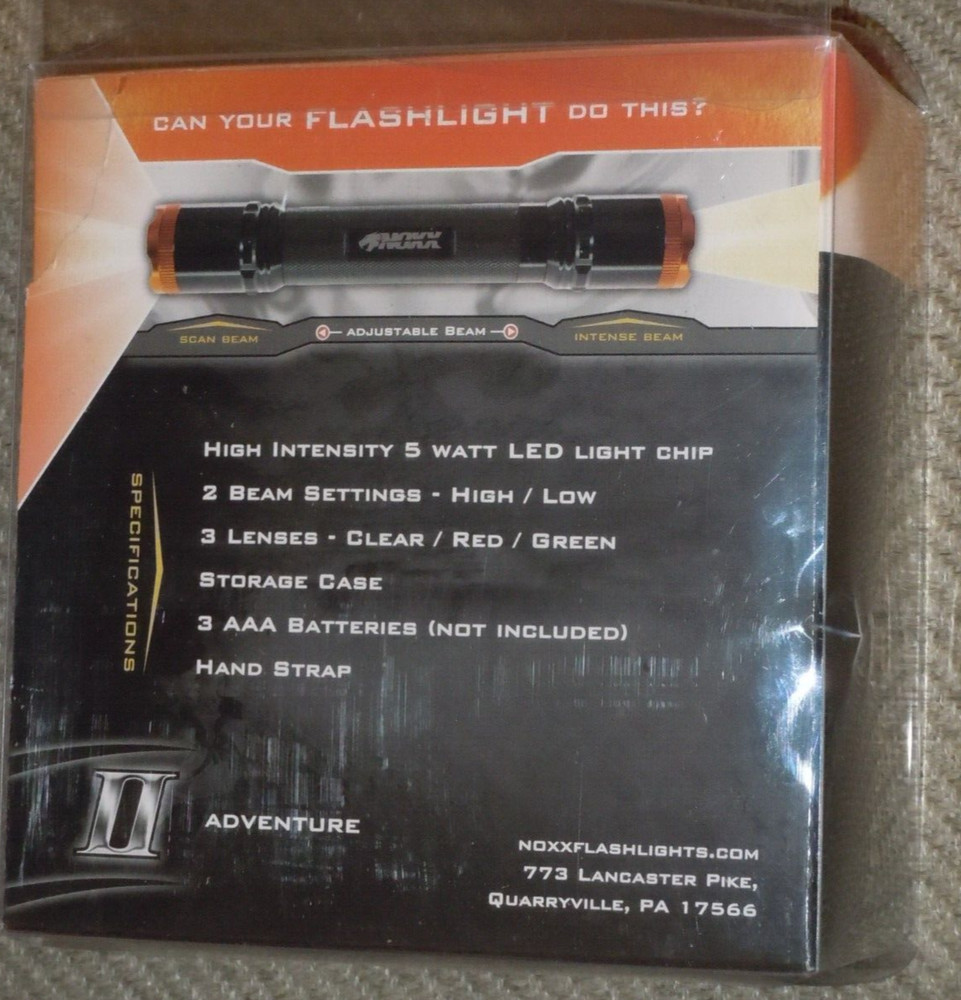 CAN YOUR FLASHLIGHT DO THIS?
NOXX
SCAN BEAM
ADJUSTABLE BEAM
INTENSE BEAM
SPECIFICATIONS
HIGH INTENSITY 5 WATT LED LIGHT CHIP
2 BEAM SETTINGS - HIGH / LOW
3 LENSES - CLEAR / RED / GREEN
STORAGE CASE
3 AAA BATTERIES (NOT INCLUDED)
HAND STRAP
II
ADVENTURE
NOXXFLASHLIGHTS.COM
773 LANCASTER PIKE,
QUARRYVILLE, PA 17566